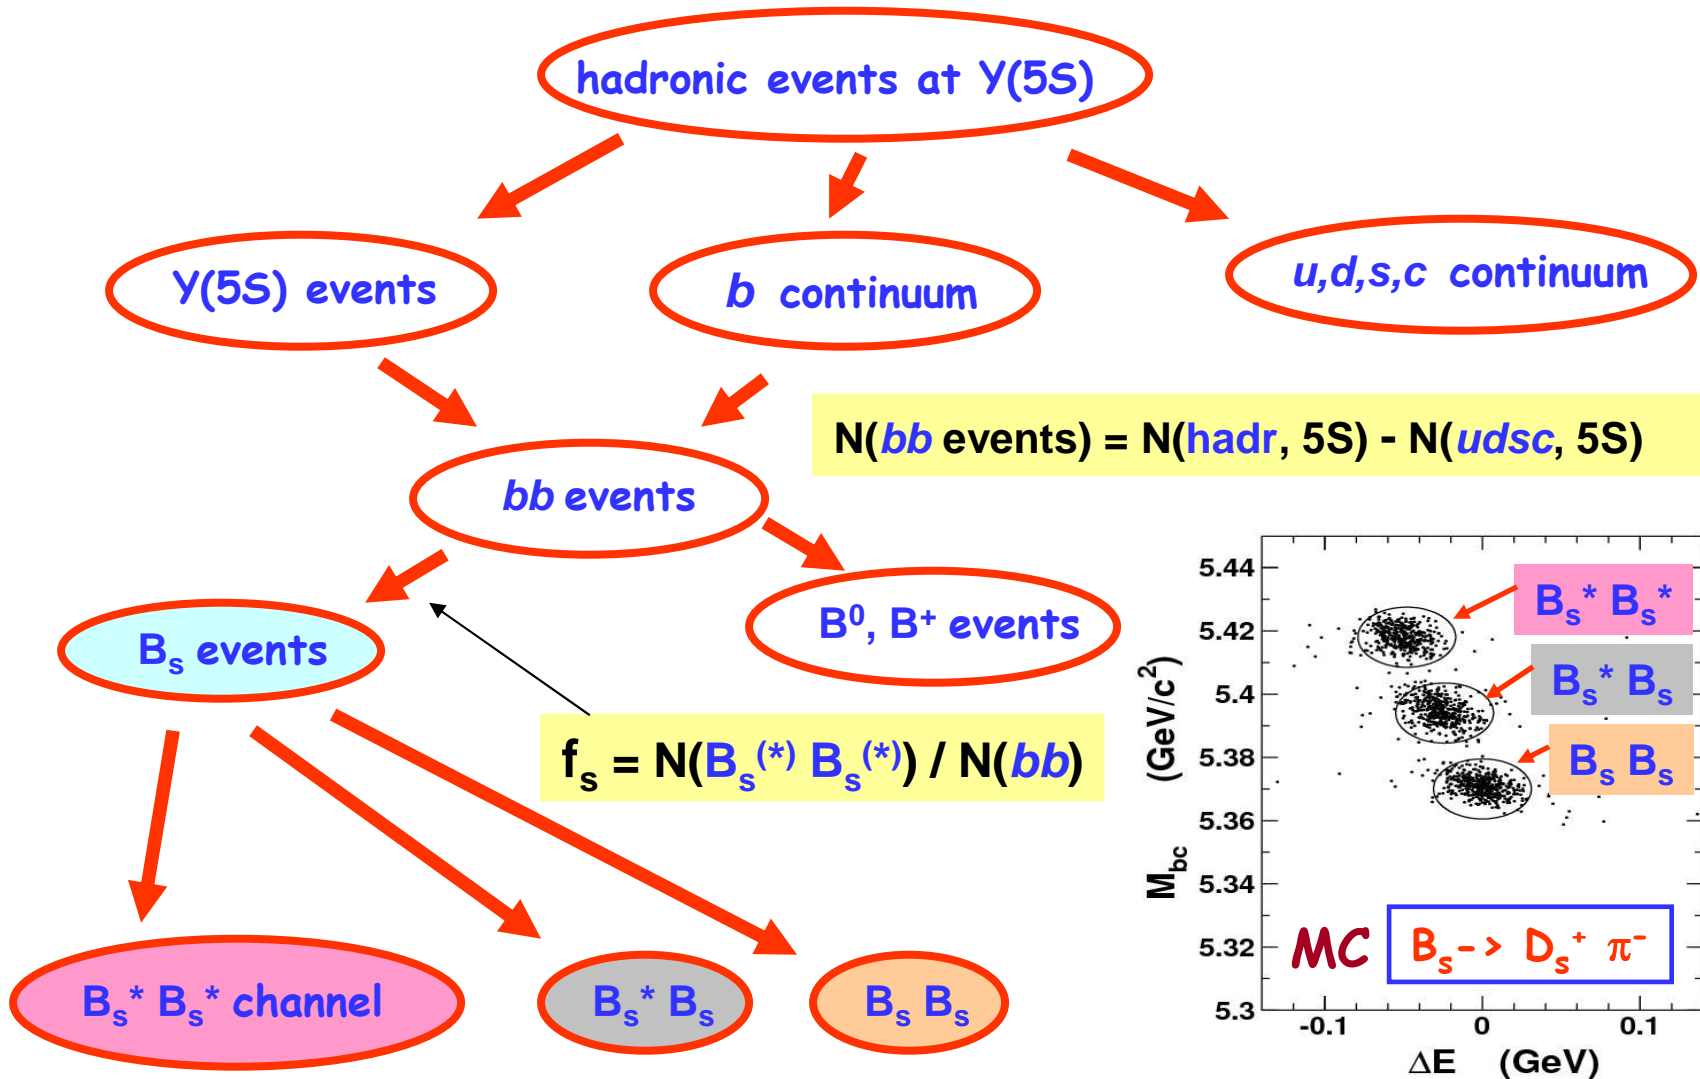 hadronic events at Υ(5S)
Υ(5S) events
b continuum
u,d,s,c continuum
N(bb events) = N(hadr, 5S) - N(udsc, 5S)
bb events
B⁰, B⁺ events
Bₛ events
fₛ = N(Bₛ⁽*⁾ Bₛ⁽*⁾) / N(bb)
Bₛ* Bₛ* channel
Bₛ* Bₛ
Bₛ Bₛ
M_bc (GeV/c²)
5.44
5.42
5.4
5.38
5.36
5.34
5.32
5.3
Bₛ* Bₛ*
Bₛ* Bₛ
Bₛ Bₛ
MC
Bₛ -> Dₛ⁺ π⁻
-0.1 0 0.1
ΔE (GeV)